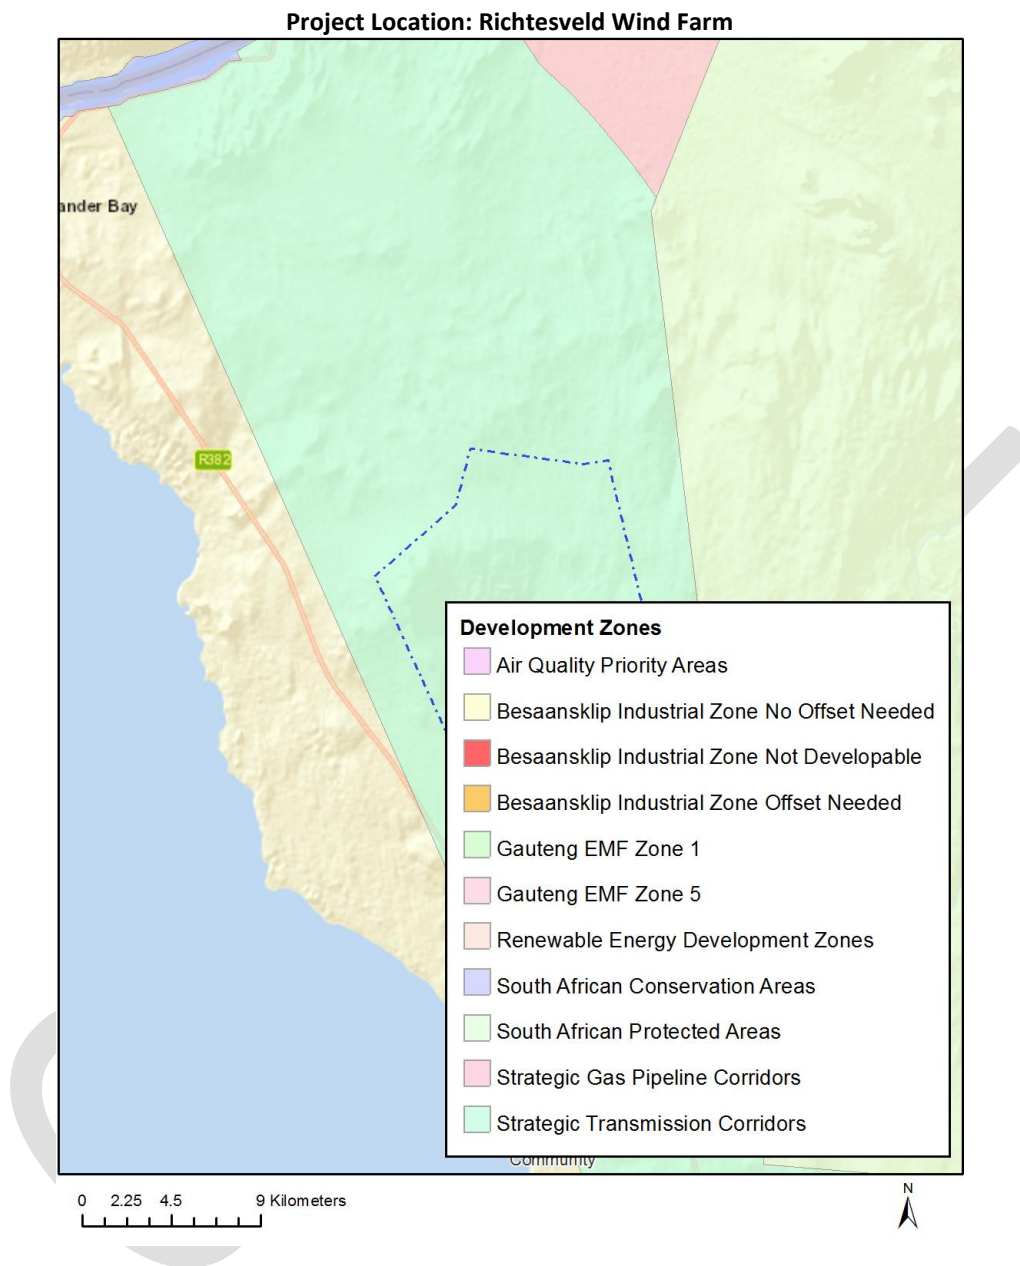 Project Location: Richtesveld Wind Farm
ander Bay
R382
Development Zones
Air Quality Priority Areas
Besaansklip Industrial Zone No Offset Needed
Besaansklip Industrial Zone Not Developable
Besaansklip Industrial Zone Offset Needed
Gauteng EMF Zone 1
Gauteng EMF Zone 5
Renewable Energy Development Zones
South African Conservation Areas
South African Protected Areas
Strategic Gas Pipeline Corridors
Strategic Transmission Corridors
Community
0 2.25 4.5 9 Kilometers
N